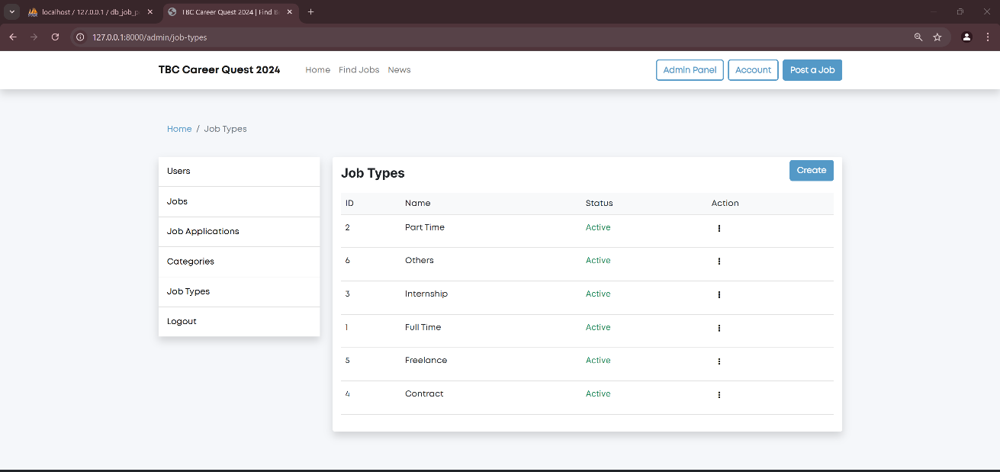 localhost / 127.0.0.1 / db_job_p
TBC Career Quest 2024 | Find B
127.0.0.1:8000/admin/job-types
TBC Career Quest 2024 Home Find Jobs News Admin Panel Account Post a Job
Home / Job Types
Users
Jobs
Job Applications
Categories
Job Types
Logout
Job Types Create
ID Name Status Action
2 Part Time Active
6 Others Active
3 Internship Active
1 Full Time Active
5 Freelance Active
4 Contract Active